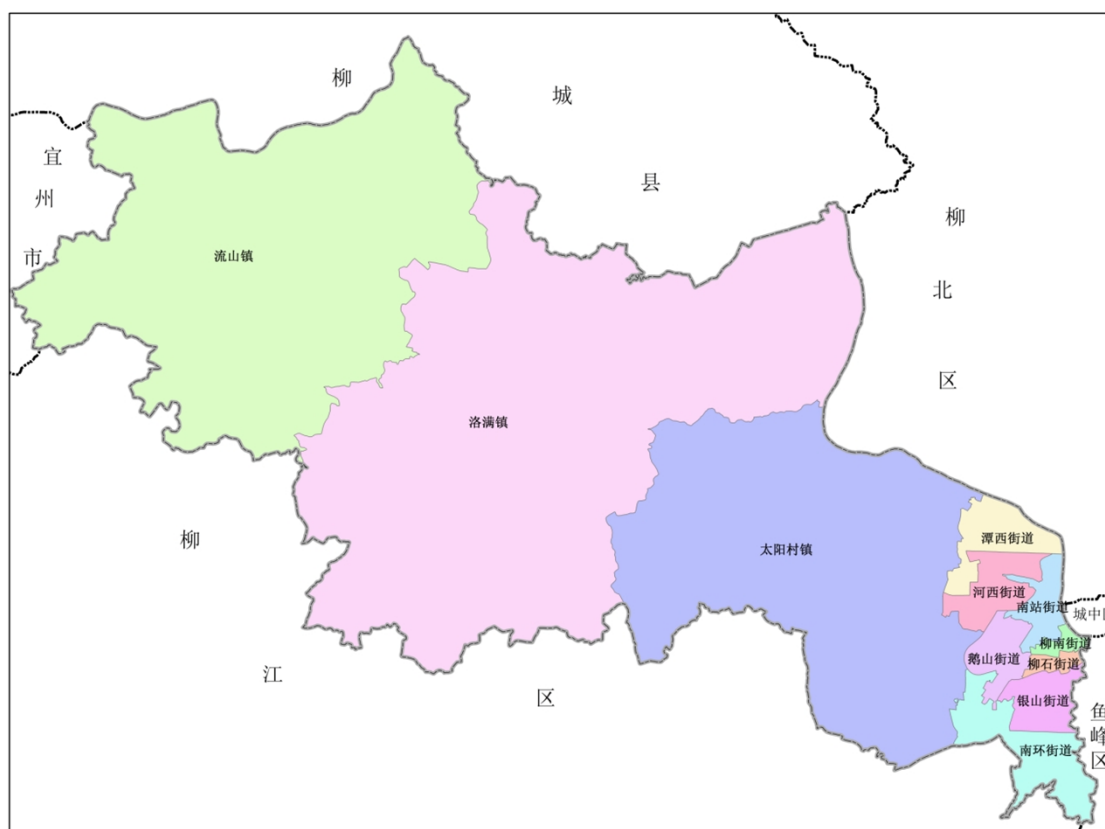 柳城县
宜州市
柳北区
流山镇
洛满镇
太阳村镇
潭西街道
河西街道
南站街道
城中
柳南街道
鹅山街道
柳石街道
银山街道
鱼峰区
南环街道
柳江区